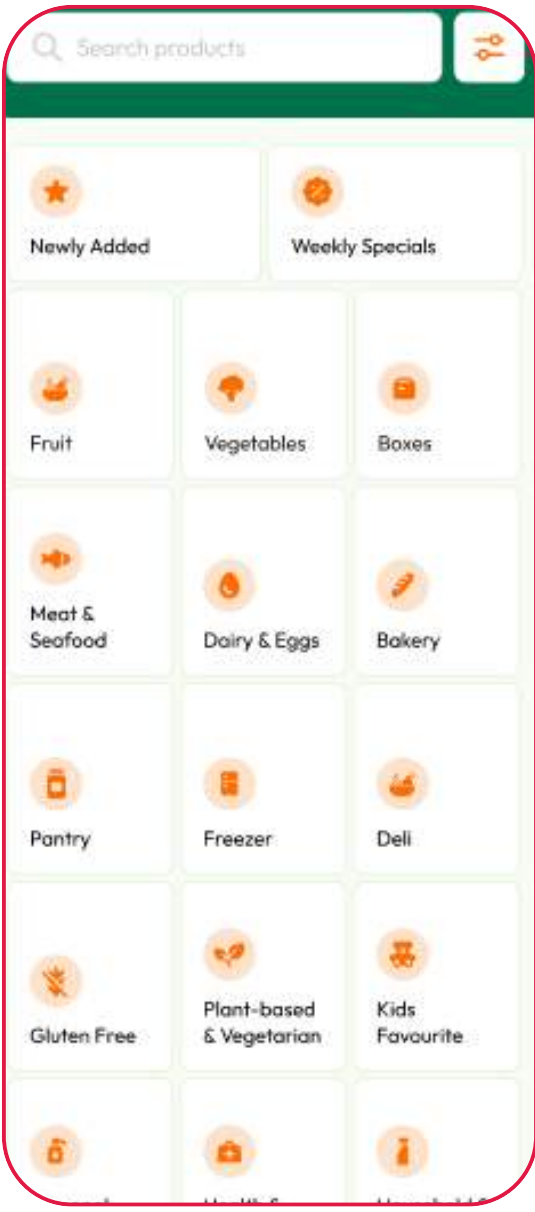 Search products
Newly Added
Weekly Specials
Fruit
Vegetables
Boxes
Meat &
Seafood
Dairy & Eggs
Bakery
Pantry
Freezer
Deli
Gluten Free
Plant-based
& Vegetarian
Kids
Favourite